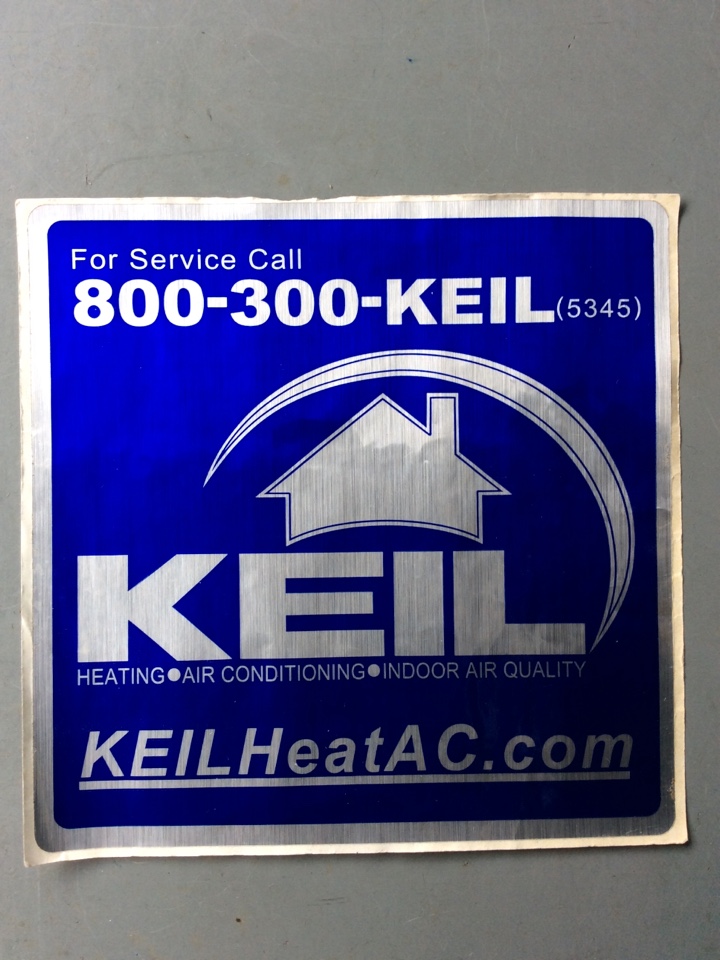 For Service Call
800-300-KEIL(5345)
KEIL
HEATING●AIR CONDITIONING●INDOOR AIR QUALITY
KEILHeatAC.com